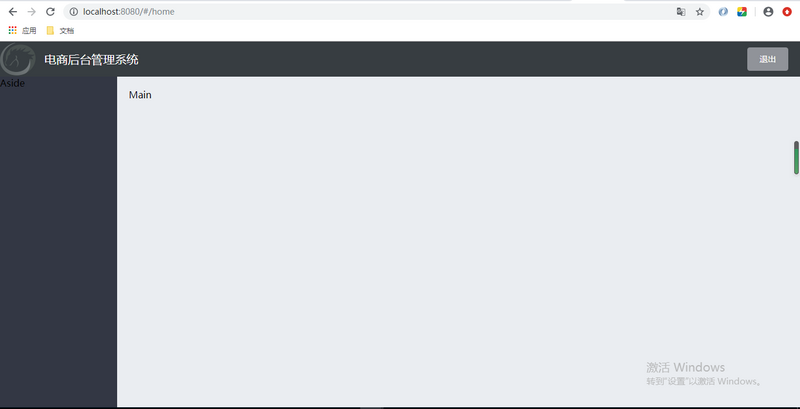 localhost:8080/#/home
应用 文档
电商后台管理系统
退出
Aside
Main
激活 Windows
转到"设置"以激活 Windows。